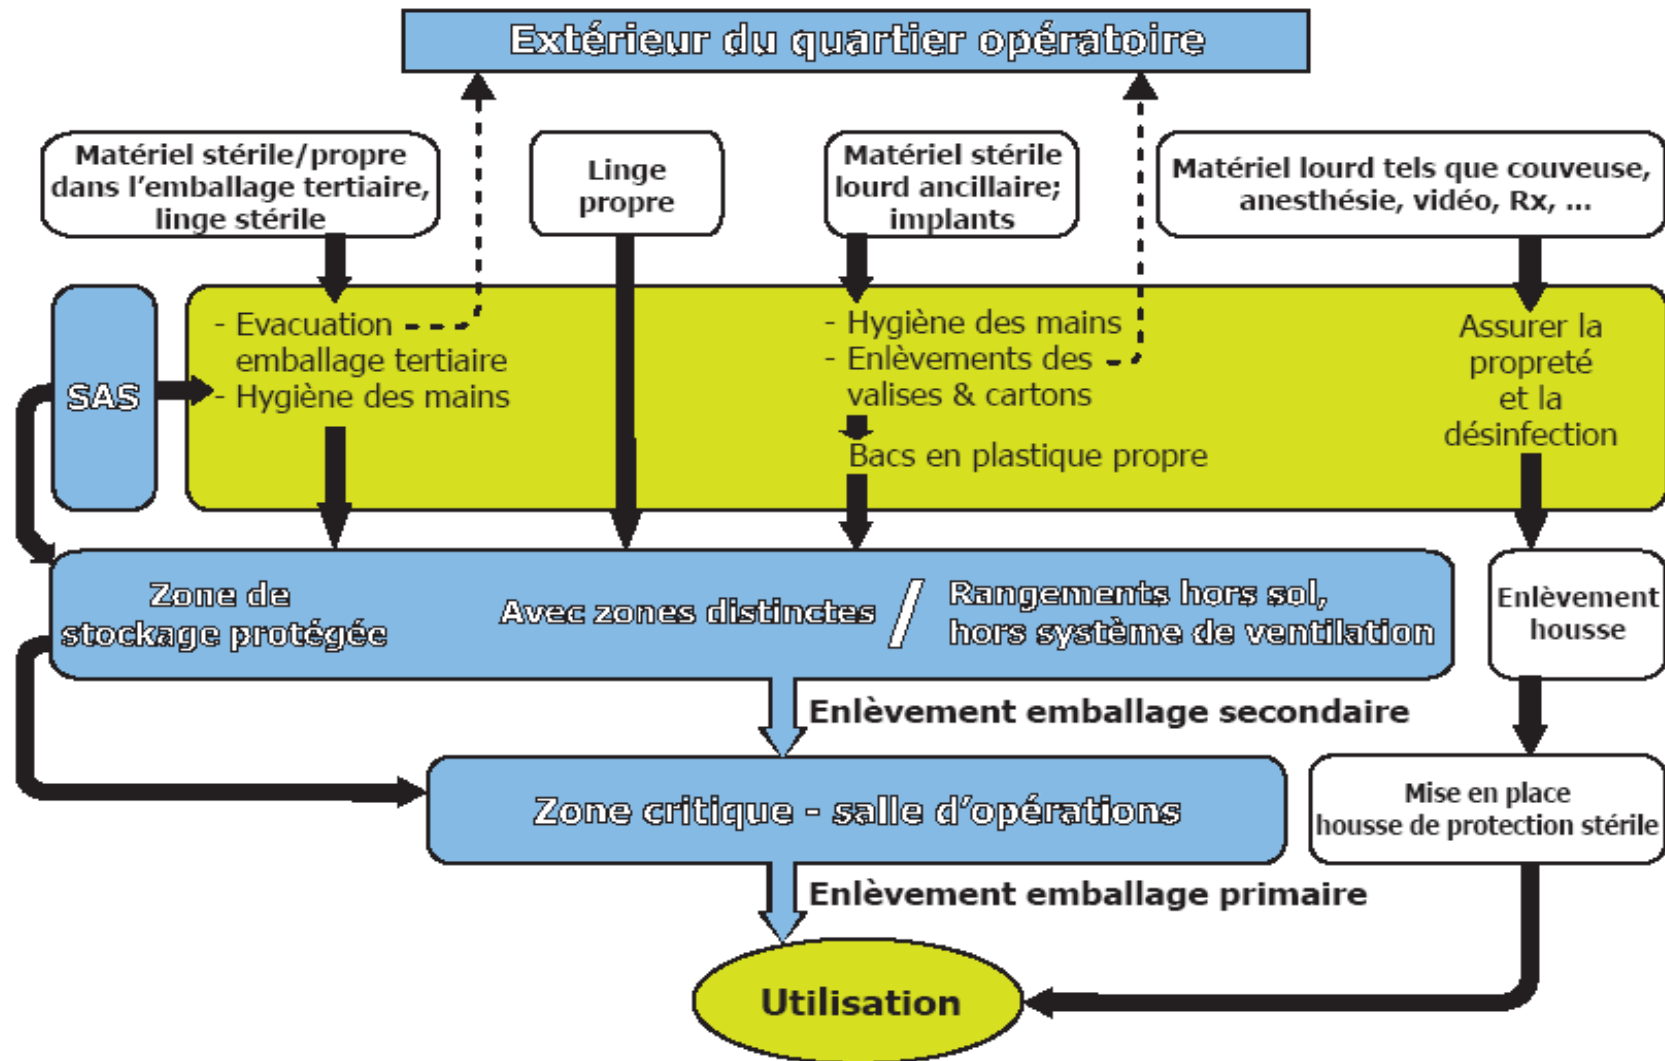 Extérieur du quartier opératoire
Matériel stérile/propre
dans l'emballage tertiaire,
linge stérile
Linge
propre
Matériel stérile
lourd ancillaire;
implants
Matériel lourd tels que couveuse,
anesthésie, vidéo, Rx, ...
SAS
- Evacuation
emballage tertiaire
- Hygiène des mains
- Hygiène des mains
- Enlèvements des
valises & cartons
Bacs en plastique propre
Assurer la
propreté
et la
désinfection
Zone de
stockage protégée
Avec zones distinctes /
Rangements hors sol,
hors système de ventilation
Enlèvement
housse
Enlèvement emballage secondaire
Zone critique - salle d'opérations
Mise en place
housse de protection stérile
Enlèvement emballage primaire
Utilisation